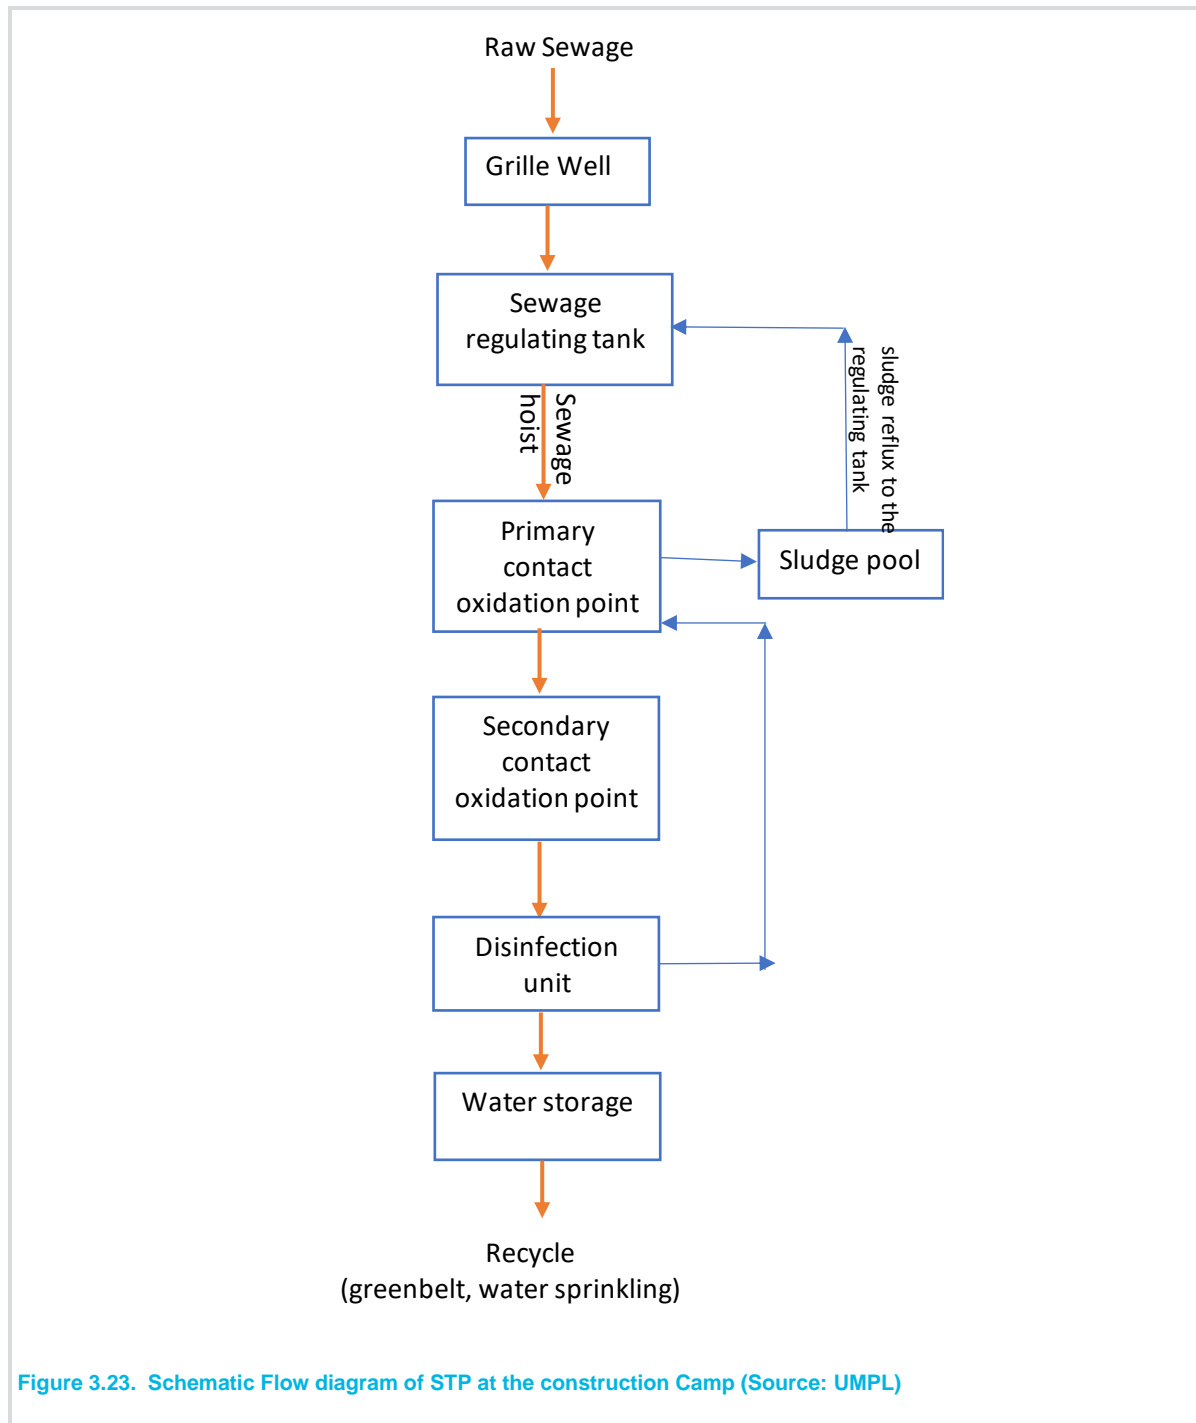 Raw Sewage
Grille Well
Sewage
regulating tank
Sewage
hoist
sludge reflux to the
regulating tank
Primary
contact
oxidation point
Sludge pool
Secondary
contact
oxidation point
Disinfection
unit
Water storage
Recycle
(greenbelt, water sprinkling)
Figure 3.23. Schematic Flow diagram of STP at the construction Camp (Source: UMPL)